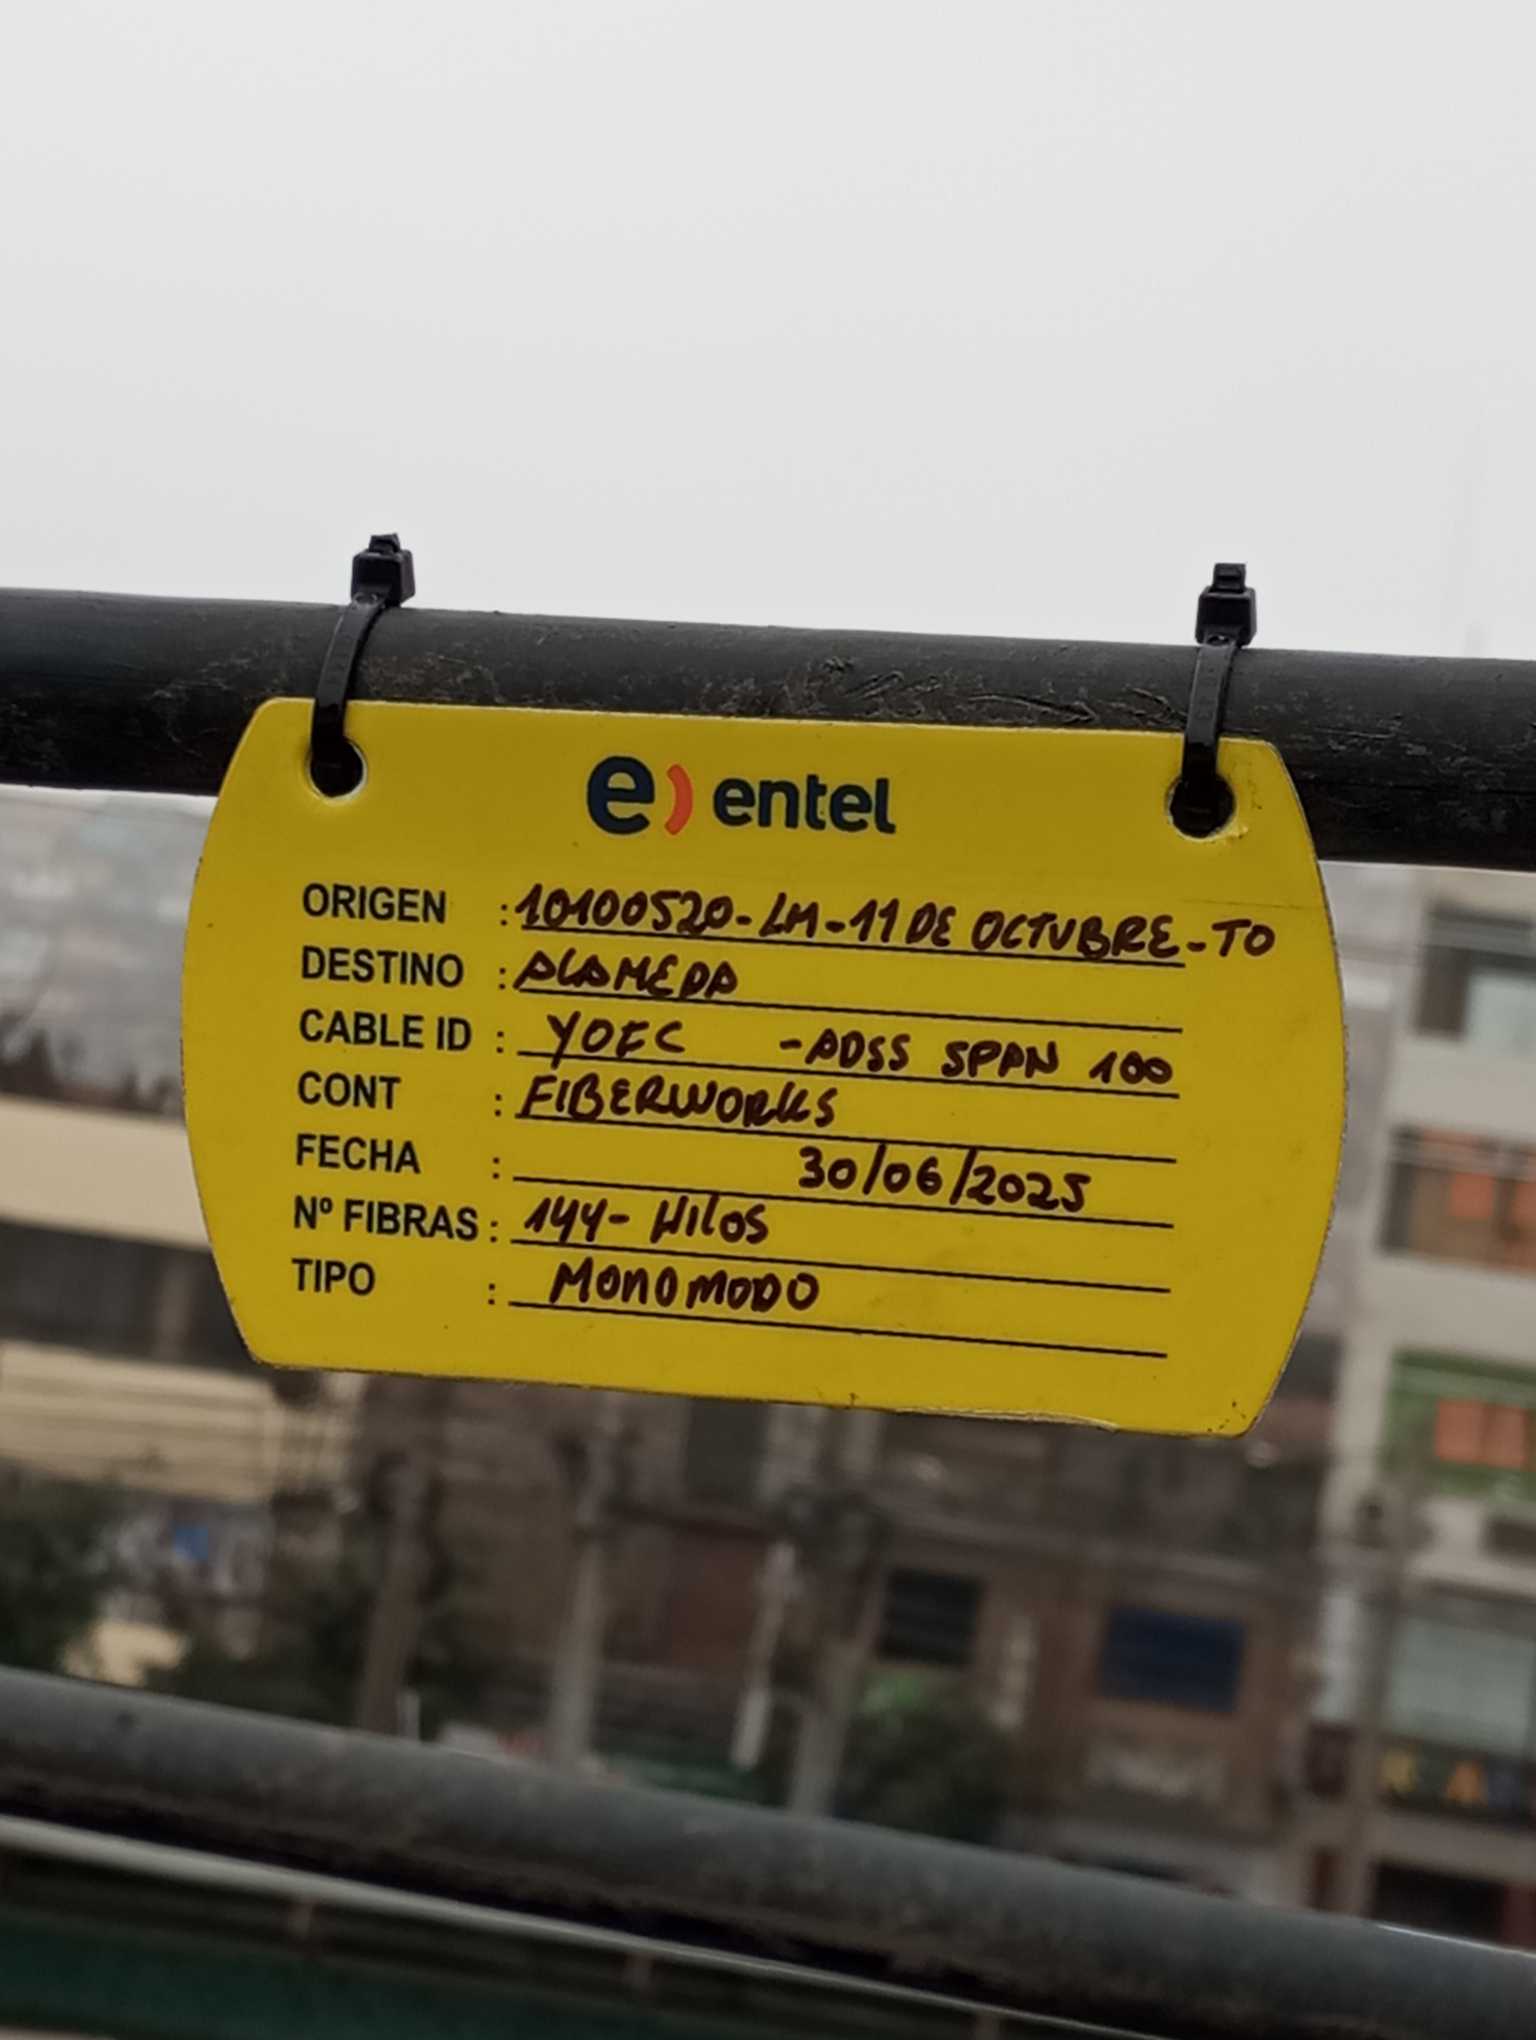 e) entel
ORIGEN : 10100520-LM-11 DE OCTUBRE-TO
DESTINO : ALAMEDA
CABLE ID : YOFC -ADSS SPAN 100
CONT : FIBERWORKS
FECHA : 30/06/2025
Nº FIBRAS : 144- Hilos
TIPO : MONOMODO